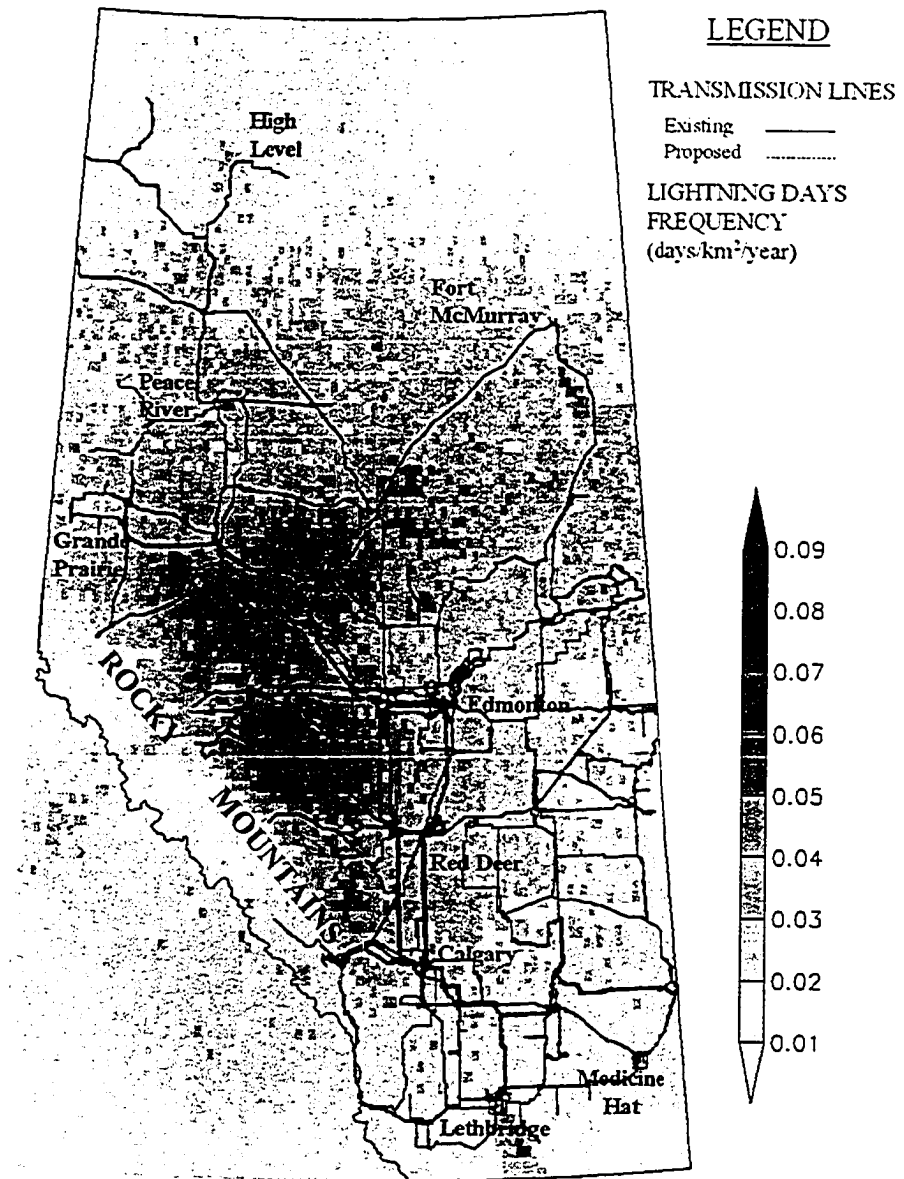 LEGEND
TRANSMISSION LINES
Existing
Proposed
LIGHTNING DAYS
FREQUENCY
(days/km²/year)
High
Level
Fort
McMurray
Peace
River
Grande
Prairie
ROCKY MOUNTAINS
Edmonton
Red Deer
Calgary
Medicine
Hat
Lethbridge
0.09
0.08
0.07
0.06
0.05
0.04
0.03
0.02
0.01